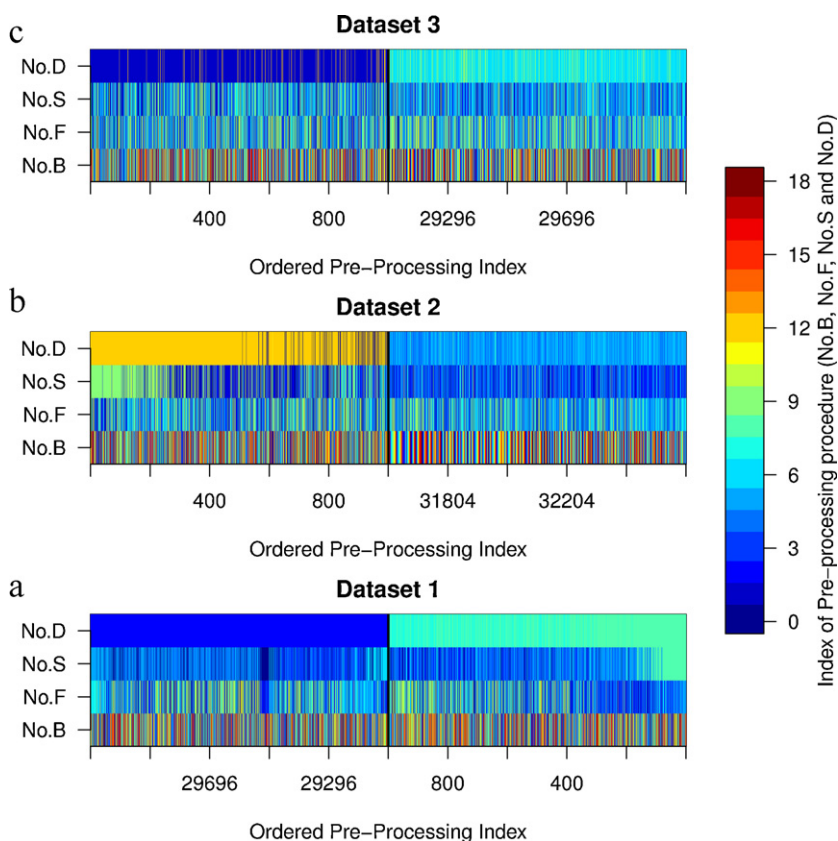 c
Dataset 3
No.D
No.S
No.F
No.B
400 800 29296 29696
Ordered Pre-Processing Index
b
Dataset 2
No.D
No.S
No.F
No.B
400 800 31804 32204
Ordered Pre-Processing Index
a
Dataset 1
No.D
No.S
No.F
No.B
29696 29296 800 400
Ordered Pre-Processing Index
18
15
12
9
6
3
0
Index of Pre-processing procedure (No.B, No.F, No.S and No.D)